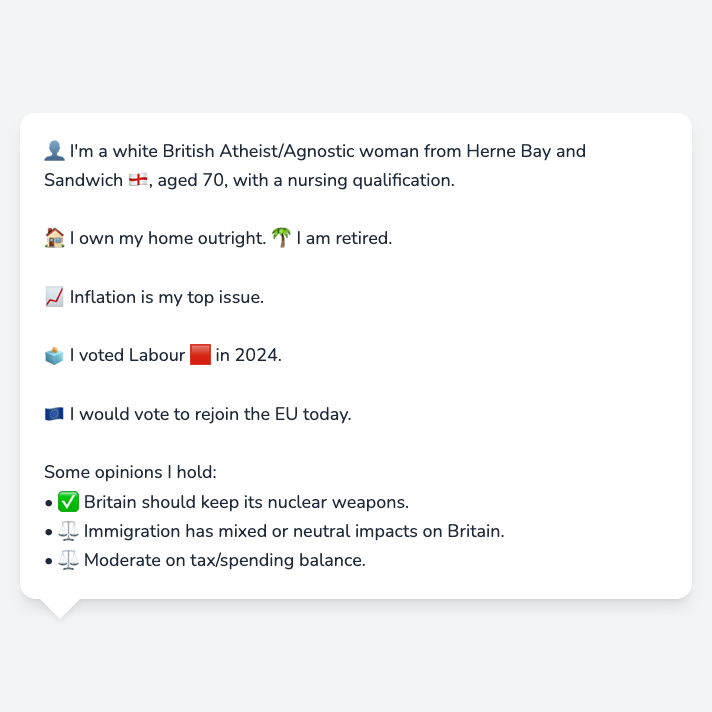 👤 I'm a white British Atheist/Agnostic woman from Herne Bay and
Sandwich 🏴󠁧󠁢󠁥󠁮󠁧󠁿, aged 70, with a nursing qualification.
🏠 I own my home outright. 🌴 I am retired.
📈 Inflation is my top issue.
🗳️ I voted Labour 🟥 in 2024.
🇪🇺 I would vote to rejoin the EU today.
Some opinions I hold:
• ✅ Britain should keep its nuclear weapons.
• ⚖️ Immigration has mixed or neutral impacts on Britain.
• ⚖️ Moderate on tax/spending balance.